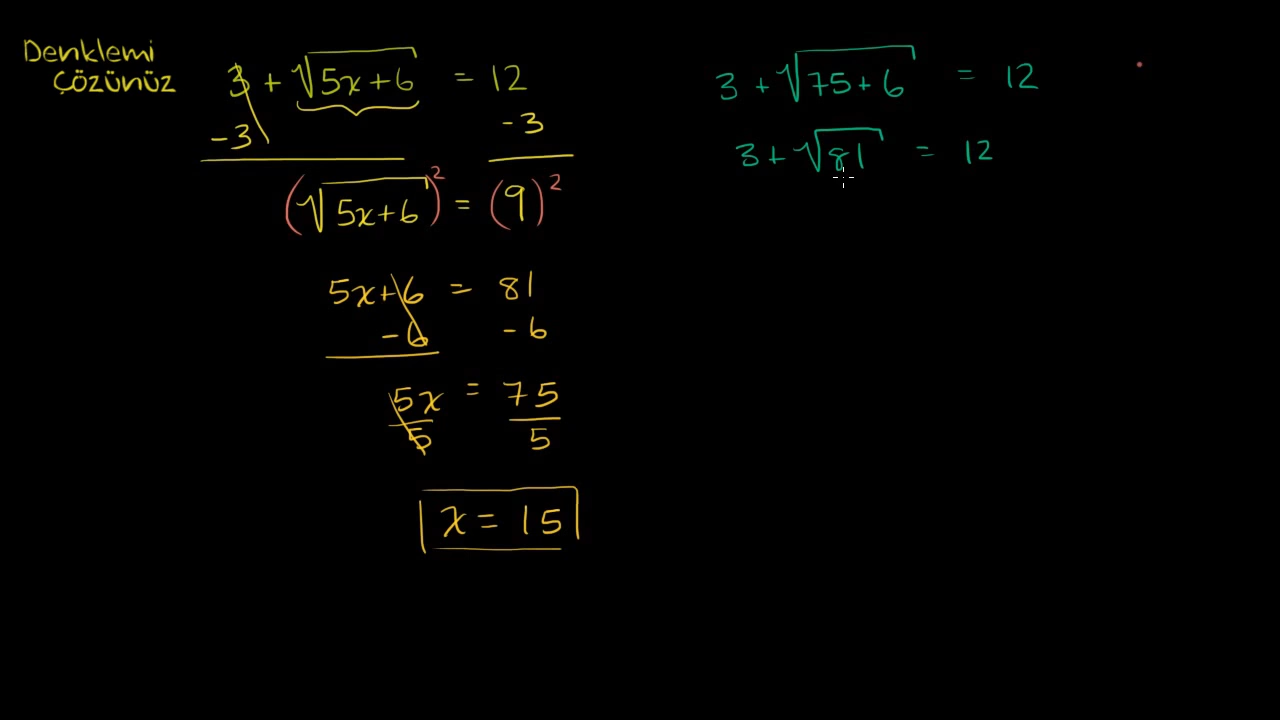 Denklemi
Çözünüz
3 + √5x+6 = 12
-3 -3
(√5x+6)² = (9)²
5x+6 = 81
-6 -6
5x = 75
5 5
x = 15
3 + √75+6 = 12
3 + √81 = 12